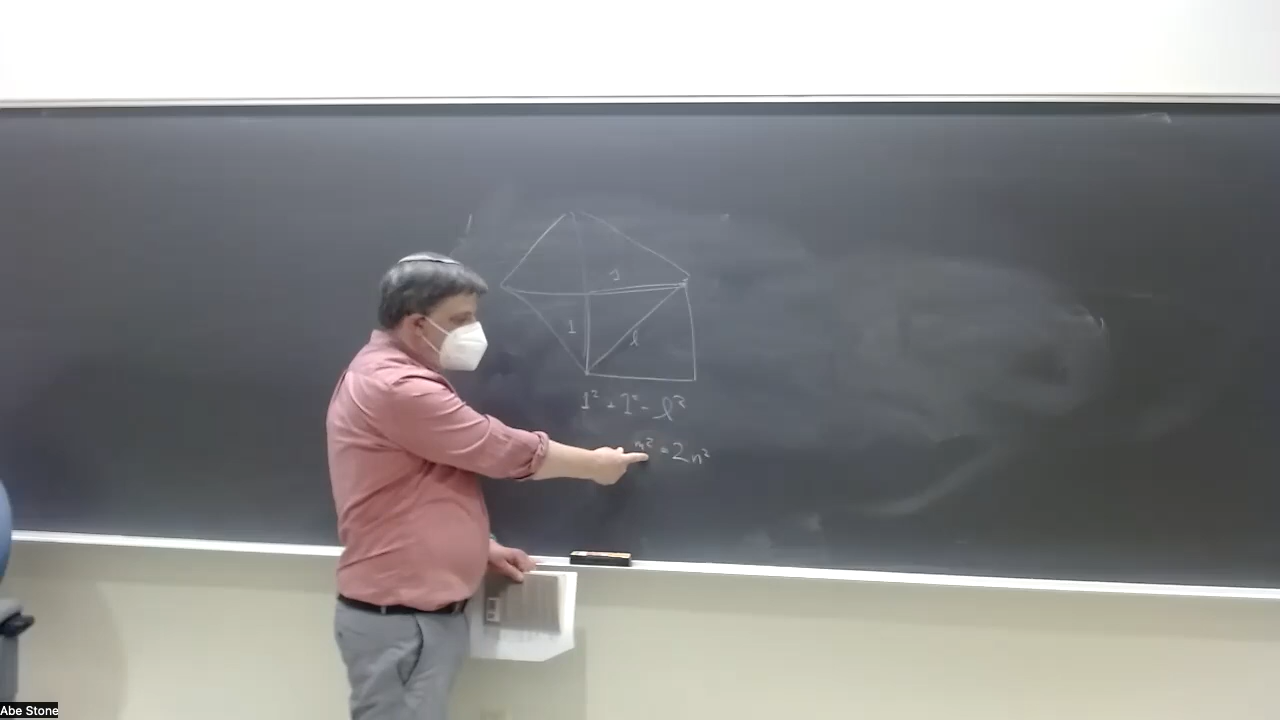 1
1
l
1² + 1² = l²
m² = 2n²
Abe Stone